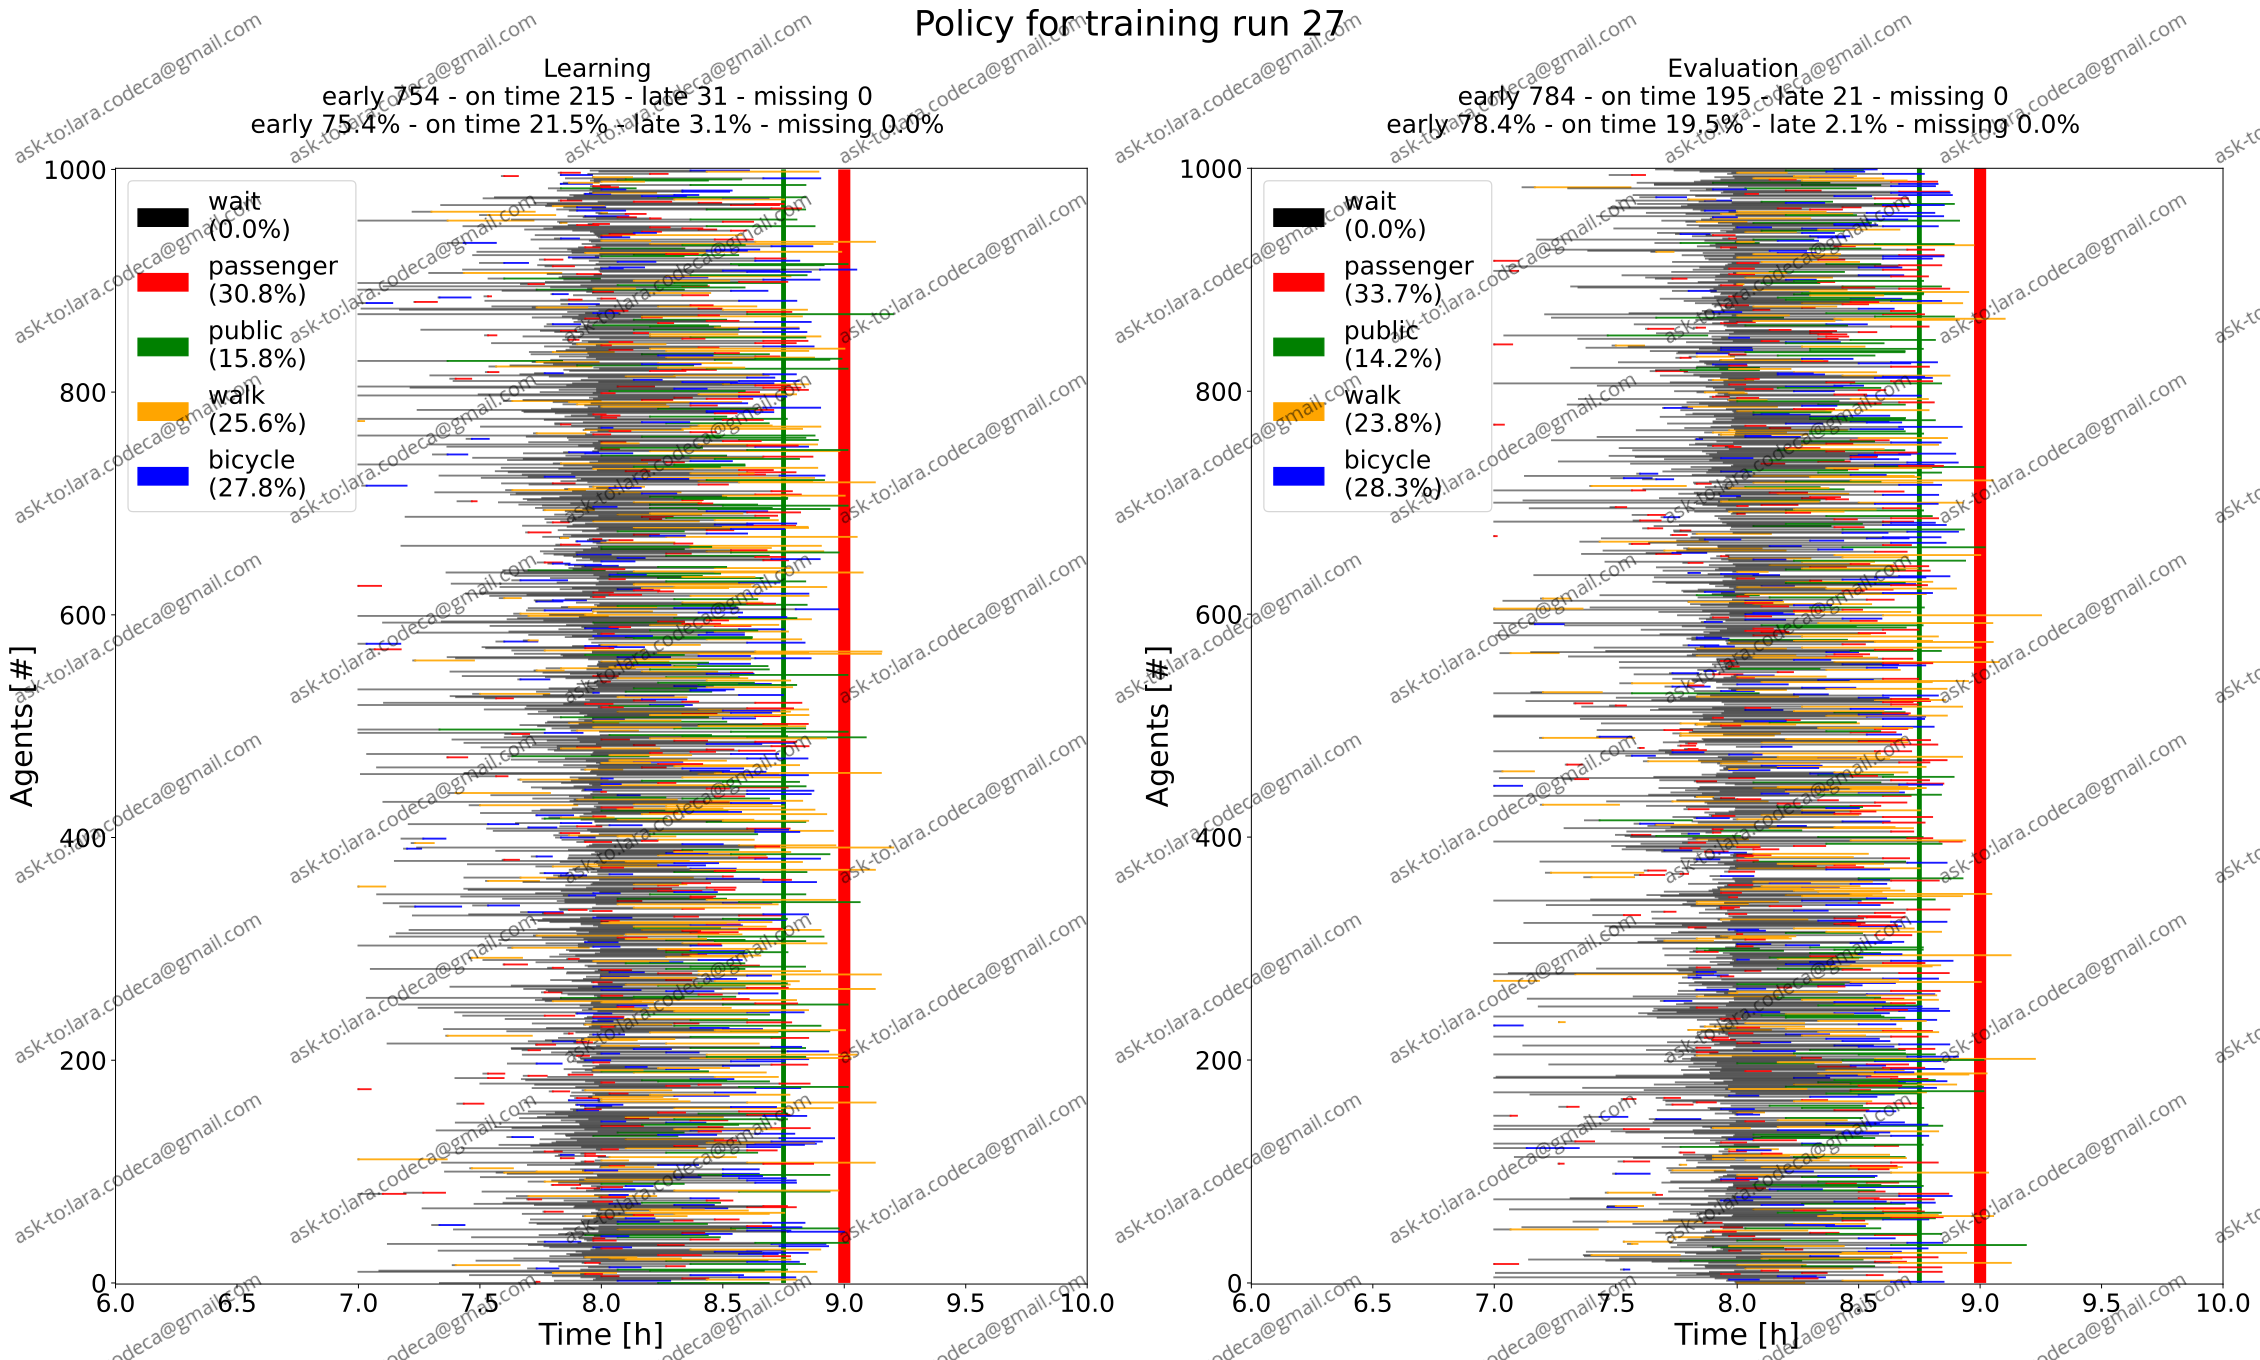 Policy for training run 27
Learning
early 754 - on time 215 - late 31 - missing 0
early 75.4% - on time 21.5% - late 3.1% - missing 0.0%
1000
800
600
400
200
0
Agents [#]
wait
(0.0%)
passenger
(30.8%)
public
(15.8%)
walk
(25.6%)
bicycle
(27.8%)
6.0 6.5 7.0 7.5 8.0 8.5 9.0 9.5 10.0
Time [h]
Evaluation
early 784 - on time 195 - late 21 - missing 0
early 78.4% - on time 19.5% - late 2.1% - missing 0.0%
1000
800
600
400
200
0
Agents [#]
wait
(0.0%)
passenger
(33.7%)
public
(14.2%)
walk
(23.8%)
bicycle
(28.3%)
6.0 6.5 7.0 7.5 8.0 8.5 9.0 9.5 10.0
Time [h]
ask-to:lara.codeca@gmail.com